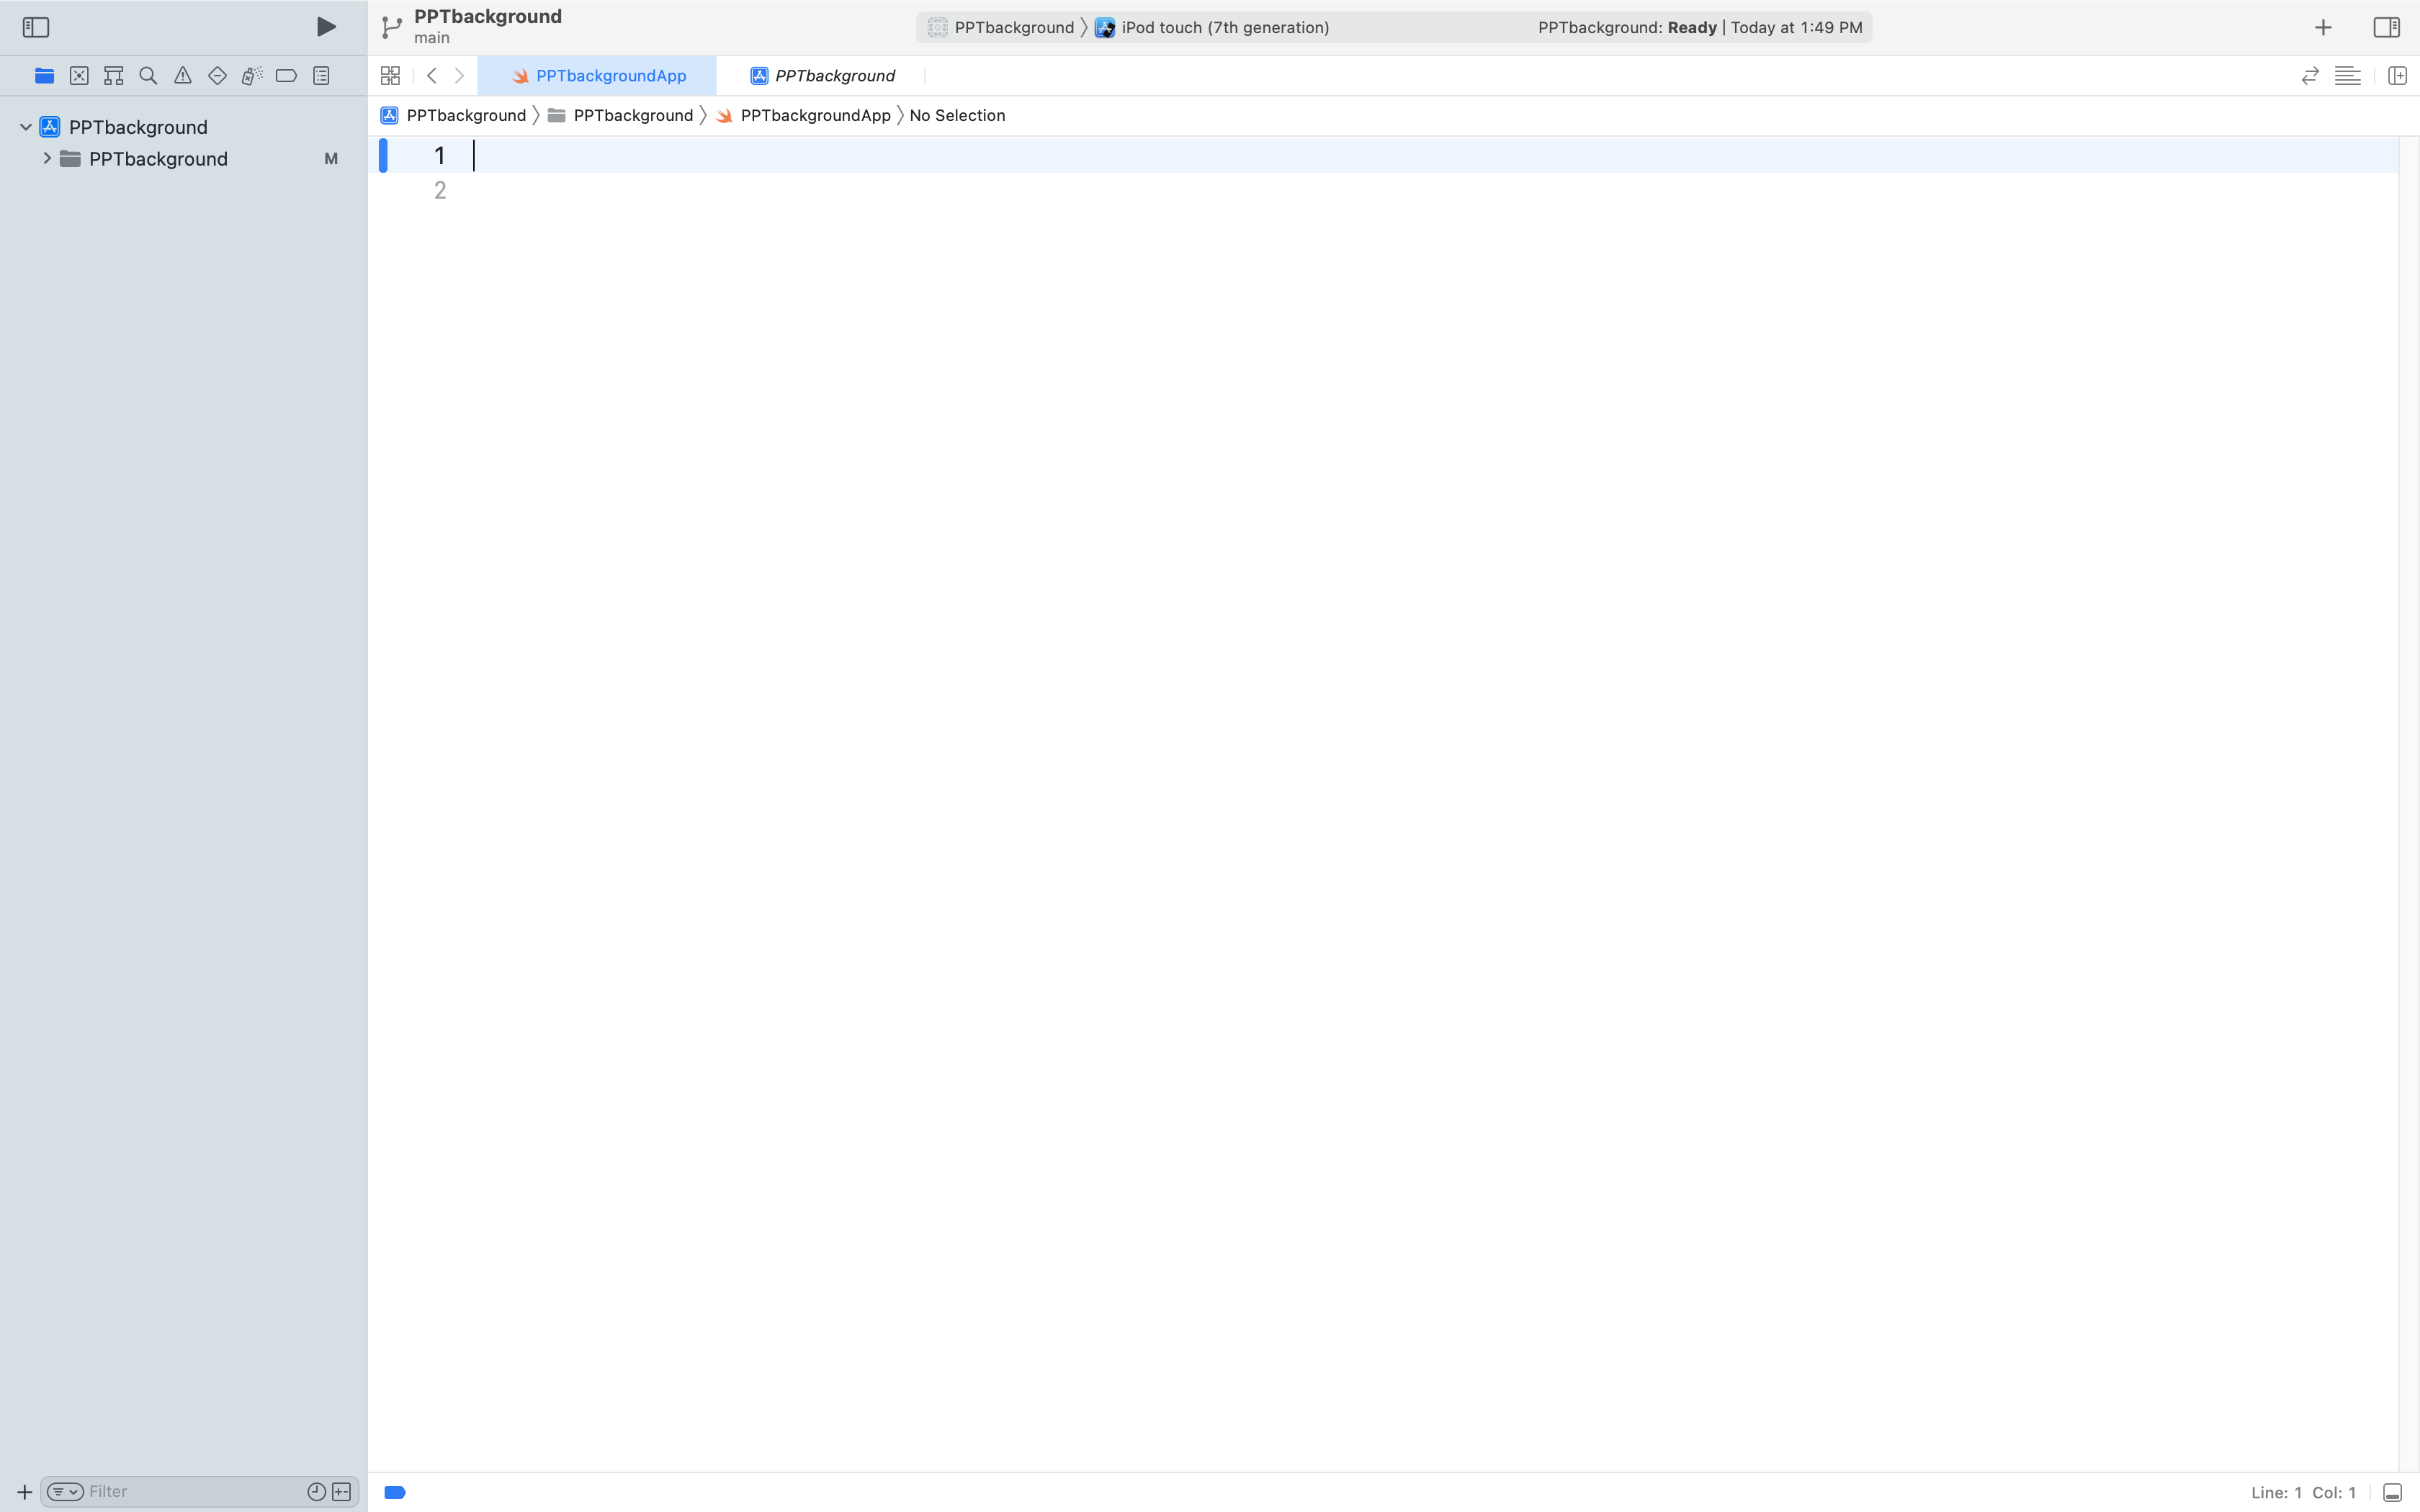 PPTbackground
main
PPTbackground
iPod touch (7th generation)
PPTbackground: Ready | Today at 1:49 PM
PPTbackgroundApp
PPTbackground
PPTbackground
PPTbackground
M
PPTbackground
PPTbackground
PPTbackgroundApp
No Selection
1
2
Filter
Line: 1 Col: 1